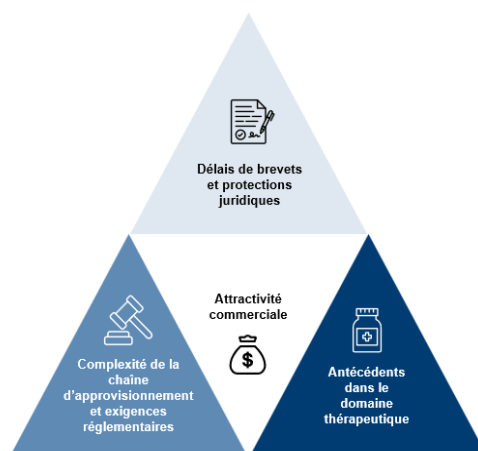 Délais de brevets
et protections
juridiques
Attractivité
commerciale
$
Complexité de la
chaîne
d’approvisionnement
et exigences
réglementaires
Antécédents
dans le
domaine
thérapeutique